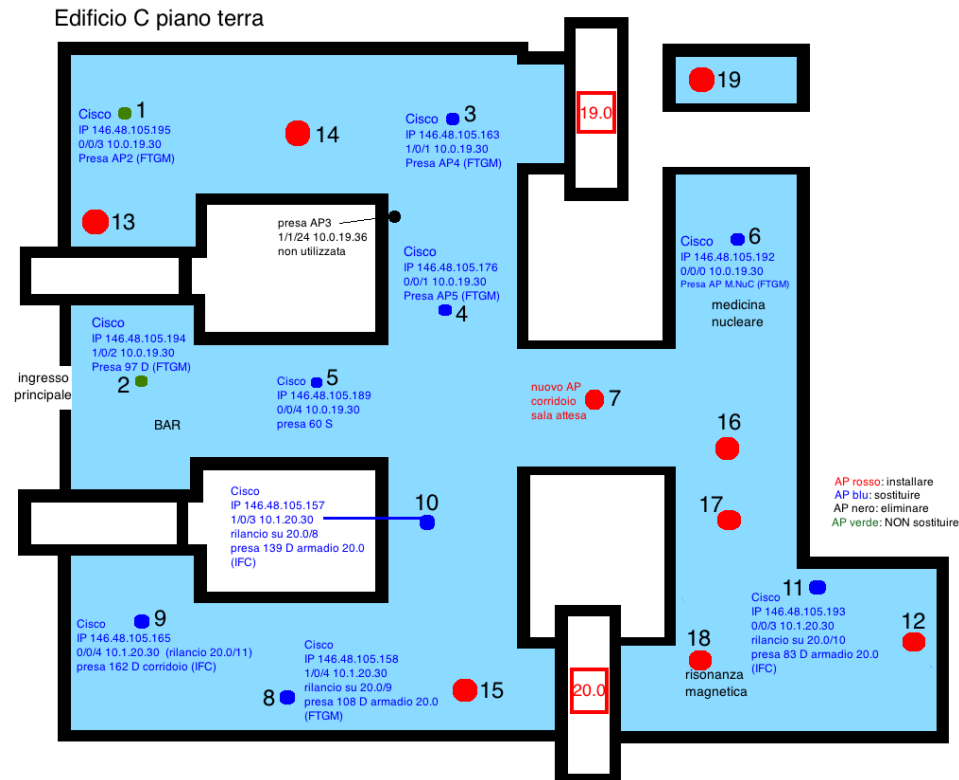 Edificio C piano terra
Cisco 1
IP 146.48.105.195
0/0/3 10.0.19.30
Presa AP2 (FTGM)
14
Cisco 3
IP 146.48.105.163
1/0/1 10.0.19.30
Presa AP4 (FTGM)
19.0
19
13
presa AP3
1/1/24 10.0.19.36
non utilizzata
Cisco
IP 146.48.105.176
0/0/1 10.0.19.30
Presa AP5 (FTGM)
4
Cisco 6
IP 146.48.105.192
0/0/0 10.0.19.30
Presa AP M.NuC (FTGM)
medicina
nucleare
Cisco
IP 146.48.105.194
1/0/2 10.0.19.30
Presa 97 D (FTGM)
2
ingresso
principale
BAR
Cisco 5
IP 146.48.105.189
0/0/4 10.0.19.30
presa 60 S
nuovo AP
corridoio
sala attesa
7
16
17
Cisco
IP 146.48.105.157
1/0/3 10.1.20.30
rilancio su 20.0/8
presa 139 D armadio 20.0
(IFC)
10
AP rosso: installare
AP blu: sostituire
AP nero: eliminare
AP verde: NON sostituire
9
Cisco
IP 146.48.105.165
0/0/4 10.1.20.30 (rilancio 20.0/11)
presa 162 D corridoio (IFC)
Cisco
IP 146.48.105.158
1/0/4 10.1.20.30
rilancio su 20.0/9
presa 108 D armadio 20.0
(FTGM)
8
15
20.0
18
risonanza
magnetica
11
Cisco
IP 146.48.105.193
0/0/3 10.1.20.30
rilancio su 20.0/10
presa 83 D armadio 20.0
(IFC)
12